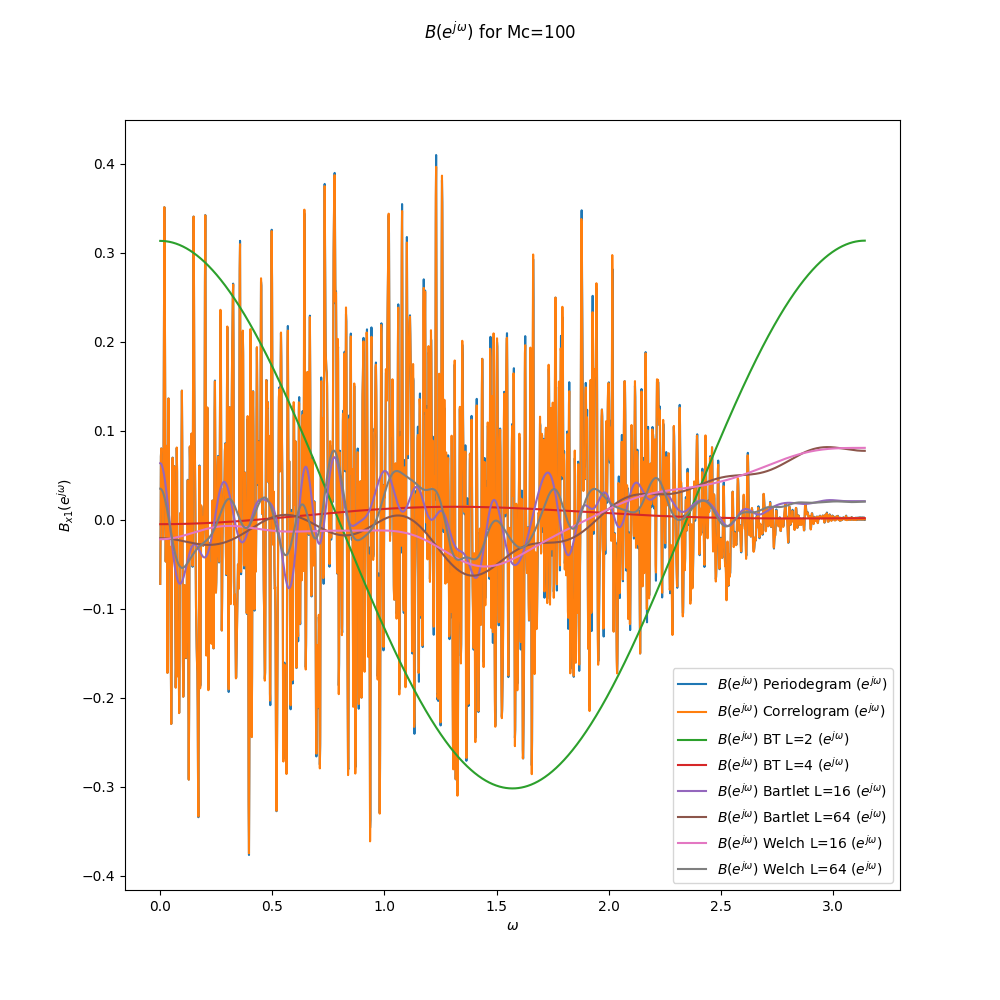 B(e^{jω}) for Mc=100
0.4
0.3
0.2
0.1
0.0
−0.1
−0.2
−0.3
−0.4
B_{x1}(e^{jω})
B(e^{jω}) Periodegram (e^{jω})
B(e^{jω}) Correlogram (e^{jω})
B(e^{jω}) BT L=2 (e^{jω})
B(e^{jω}) BT L=4 (e^{jω})
B(e^{jω}) Bartlet L=16 (e^{jω})
B(e^{jω}) Bartlet L=64 (e^{jω})
B(e^{jω}) Welch L=16 (e^{jω})
B(e^{jω}) Welch L=64 (e^{jω})
0.0 0.5 1.0 1.5 2.0 2.5 3.0
ω